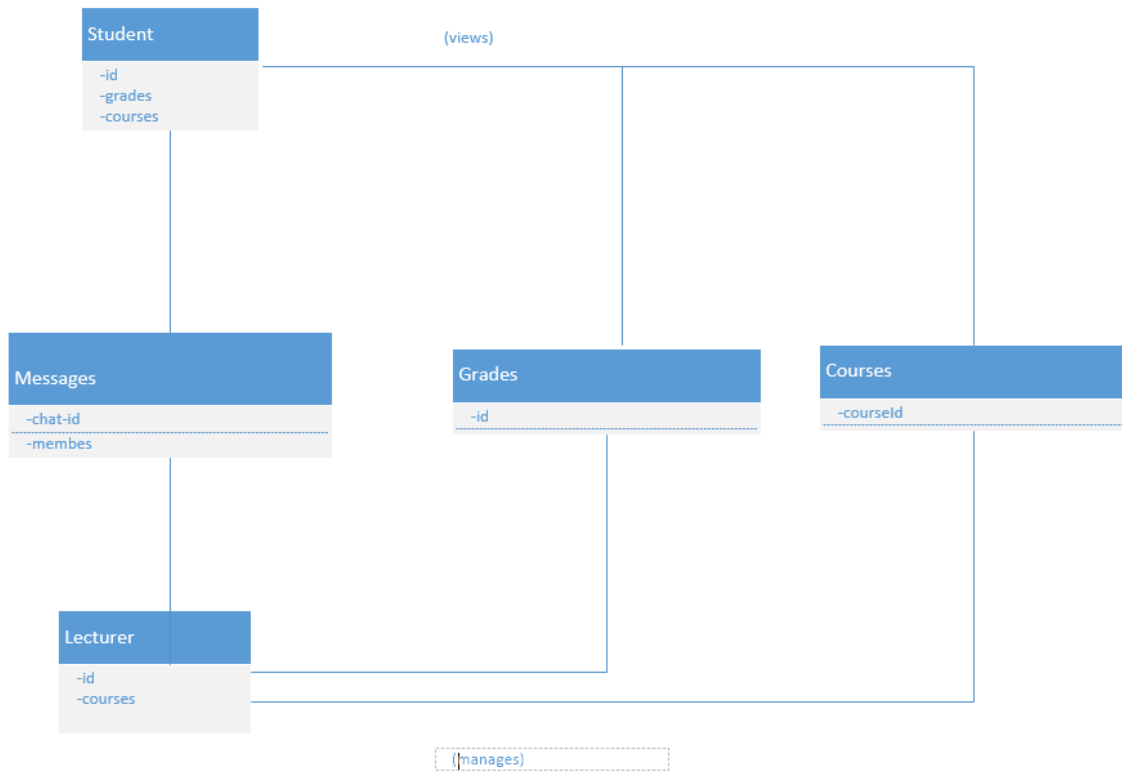 Student
(views)
-id
-grades
-courses
Messages
-chat-id
-membes
Grades
-id
Courses
-courseId
Lecturer
-id
-courses
(manages)